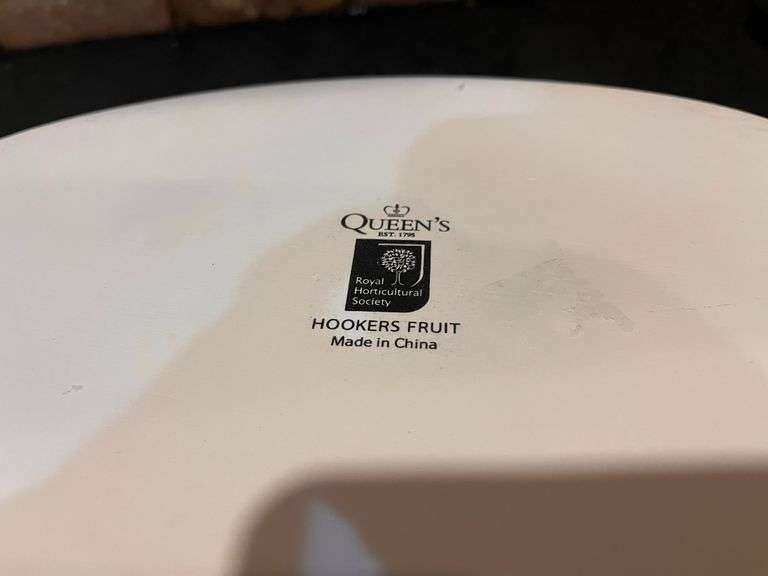 QUEEN'S
EST. 1795
Royal
Horticultural
Society
HOOKERS FRUIT
Made in China